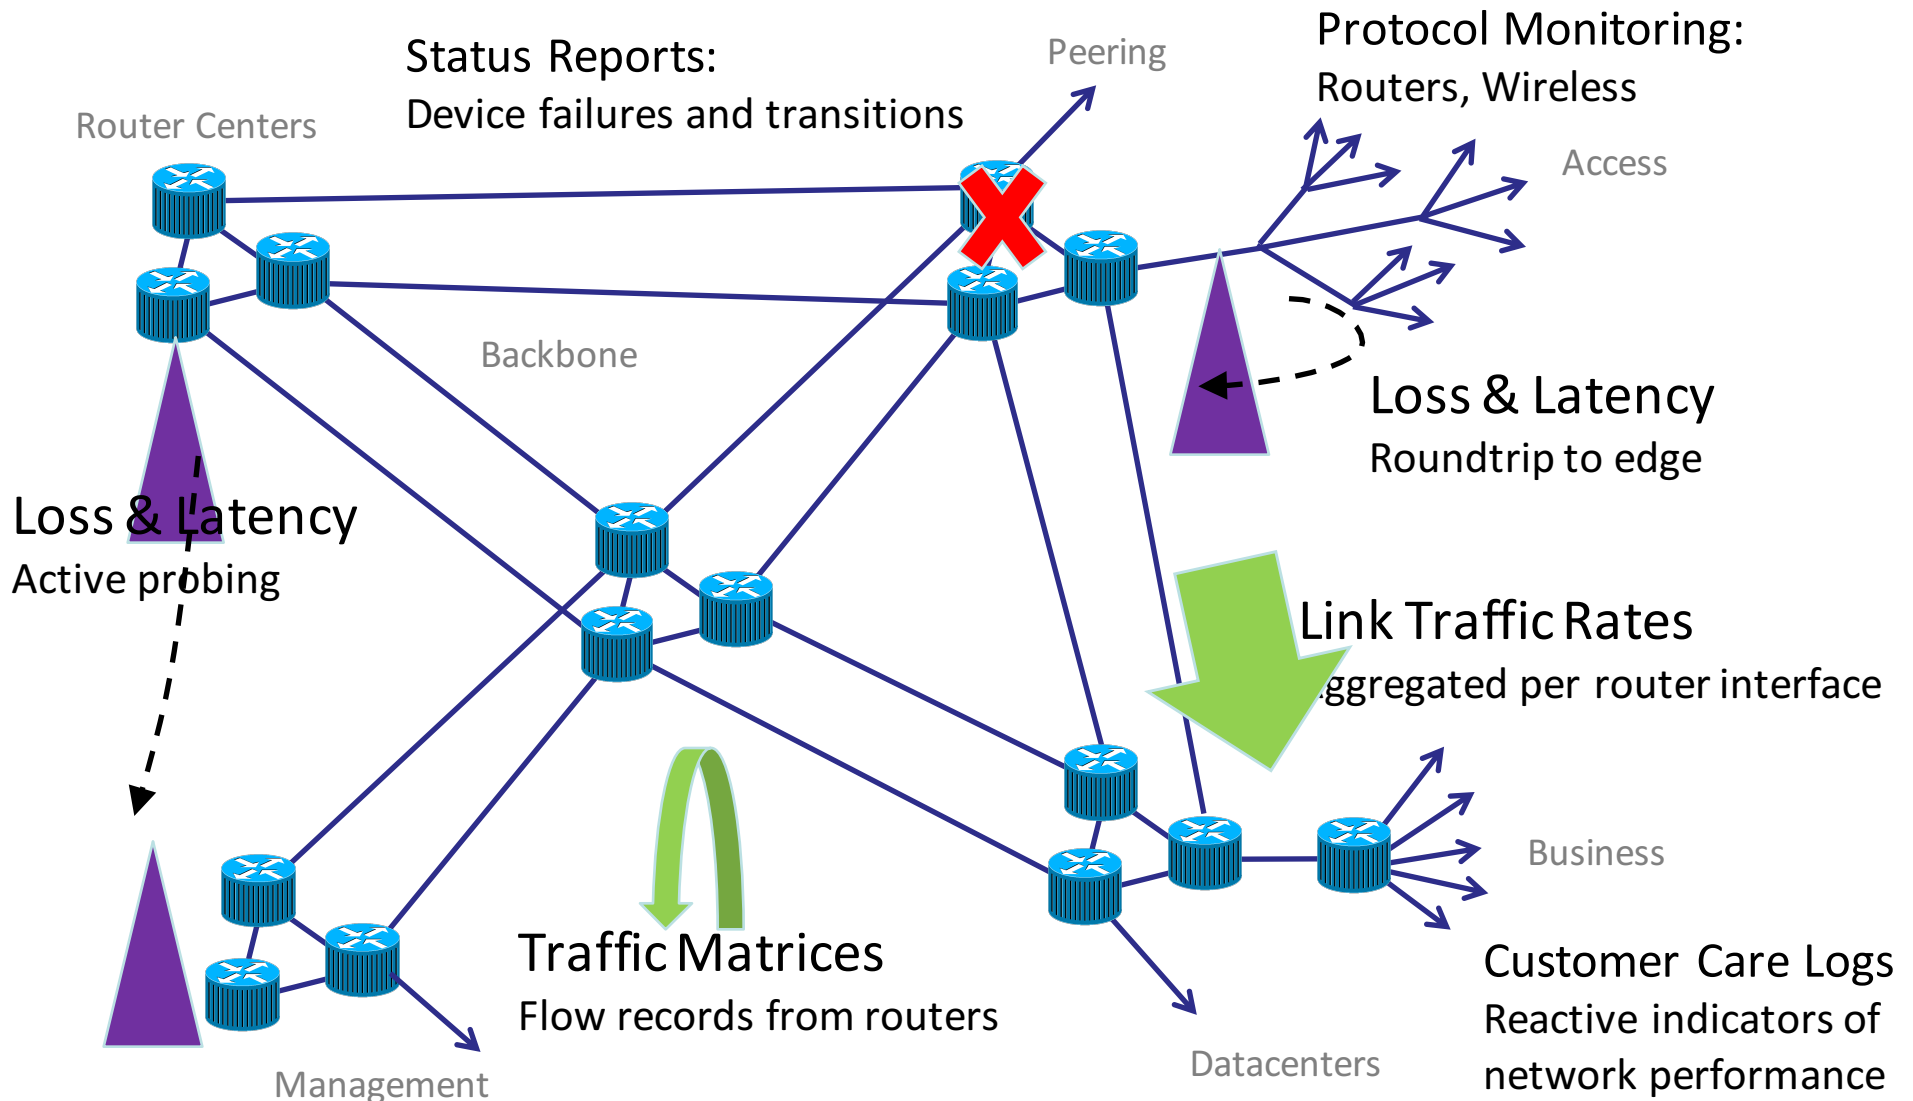 Status Reports:
Device failures and transitions
Peering
Protocol Monitoring:
Routers, Wireless
Router Centers
Access
Backbone
Loss & Latency
Roundtrip to edge
Loss & Latency
Active probing
Link Traffic Rates
Aggregated per router interface
Business
Traffic Matrices
Flow records from routers
Customer Care Logs
Reactive indicators of
network performance
Datacenters
Management